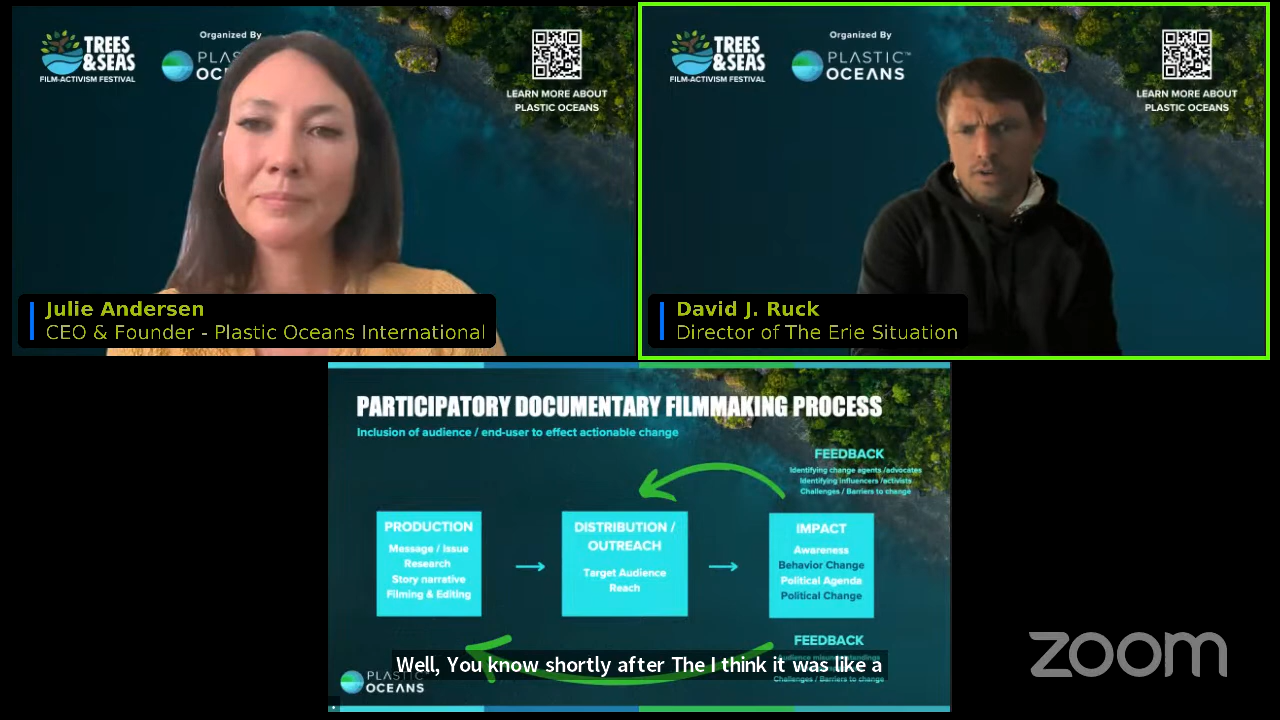 TREES
& SEAS
FILM-ACTIVISM FESTIVAL
Organized By
PLAS
OC
LEARN MORE ABOUT
PLASTIC OCEANS
Julie Andersen
CEO & Founder - Plastic Oceans International
TREES
& SEAS
FILM-ACTIVISM FESTIVAL
Organized By
PLASTIC™
OCEANS
LEARN MORE ABOUT
PLASTIC OCEANS
David J. Ruck
Director of The Erie Situation
PARTICIPATORY DOCUMENTARY FILMMAKING PROCESS
Inclusion of audience / end-user to effect actionable change
FEEDBACK
Identifying change agents /advocates
Identifying influencers /activists
Challenges / Barriers to change
PRODUCTION
Message / Issue
Research
Story narrative
Filming & Editing
DISTRIBUTION /
OUTREACH
Target Audience
Reach
IMPACT
Awareness
Behavior Change
Political Agenda
Political Change
FEEDBACK
Challenges / Barriers to change
PLASTIC
OCEANS
Well, You know shortly after The I think it was like a
zoom